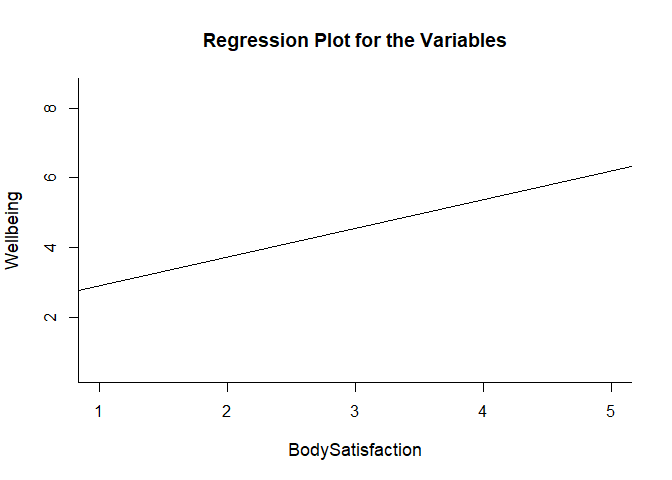 Regression Plot for the Variables
8
6
4
2
Wellbeing
1 2 3 4 5
BodySatisfaction